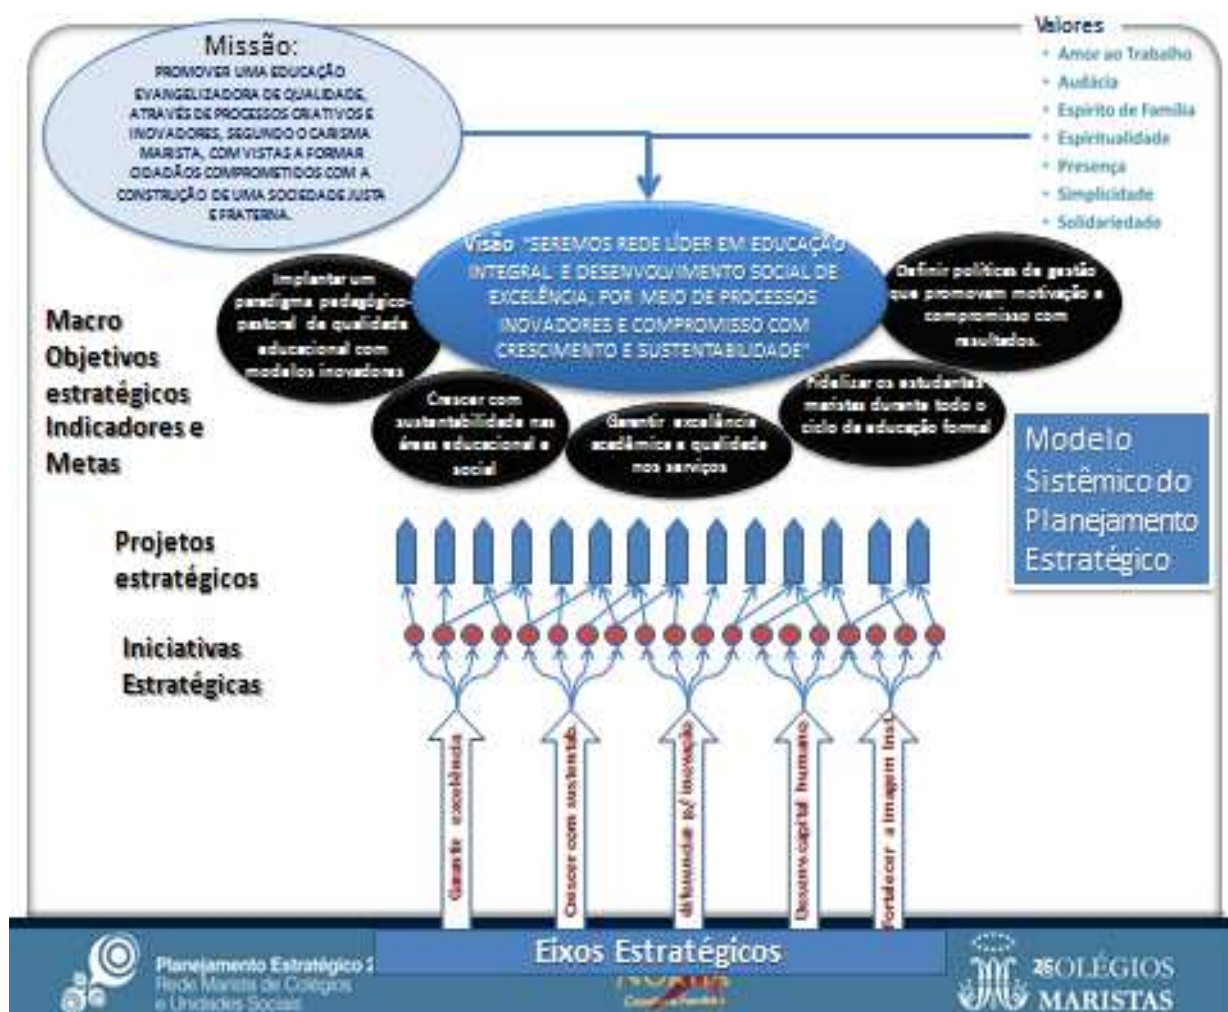 Missão:
PROMOVER UMA EDUCAÇÃO
EVANGELIZADORA DE QUALIDADE,
ATRAVÉS DE PROCESSOS CRIATIVOS E
INOVADORES, SEGUNDO O CARISMA
MARISTA, COM VISTAS A FORMAR
CIDADÃOS COMPROMETIDOS COM A
CONSTRUÇÃO DE UMA SOCIEDADE JUSTA
E FRATERNA.
Valores
• Amor ao Trabalho
• Audácia
• Espírito de Família
• Espiritualidade
• Presença
• Simplicidade
• Solidariedade
Visão "SEREMOS REDE LÍDER EM EDUCAÇÃO
INTEGRAL E DESENVOLVIMENTO SOCIAL DE
EXCELÊNCIA, POR MEIO DE PROCESSOS
INOVADORES E COMPROMISSO COM
CRESCIMENTO E SUSTENTABILIDADE"
Implantar um
paradigma pedagógico-
pastoral de qualidade
educacional com
modelos inovadores
Crescer com
sustentabilidade nas
áreas educacional e
social
Garantir excelência
acadêmica e qualidade
nos serviços
Fidelizar os estudantes
maristas durante todo o
ciclo da educação formal
Definir políticas de gestão
que promovam motivação e
compromisso com
resultados.
Macro
Objetivos
estratégicos
Indicadores e
Metas
Modelo
Sistêmico do
Planejamento
Estratégico
Projetos
estratégicos
Iniciativas
Estratégicas
Garantir excelência
Crescer com sustentab.
diferenciar p/ inovação
Desenv capital humano
Fortalecer a imagem Inst.
Eixos Estratégicos
Planejamento Estratégico 2
Rede Marista de Colégios
e Unidades Sociais
26
COLÉGIOS
MARISTAS